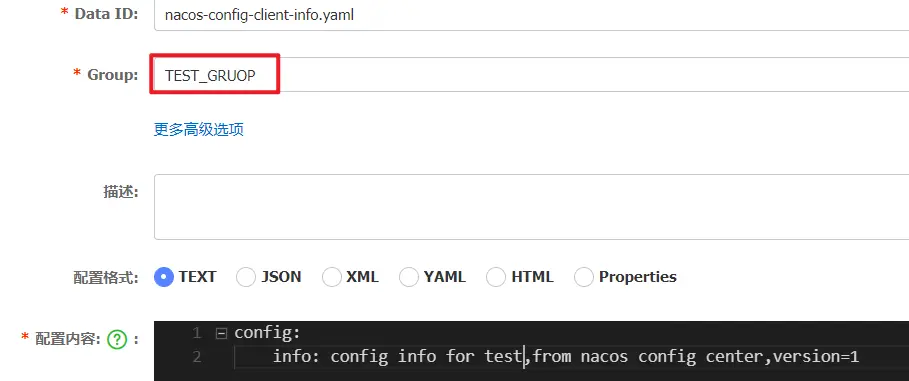 * Data ID: nacos-config-client-info.yaml
* Group: TEST_GRUOP
更多高级选项
描述:
配置格式: TEXT JSON XML YAML HTML Properties
* 配置内容: ? :
1 config:
2 info: config info for test,from nacos config center,version=1